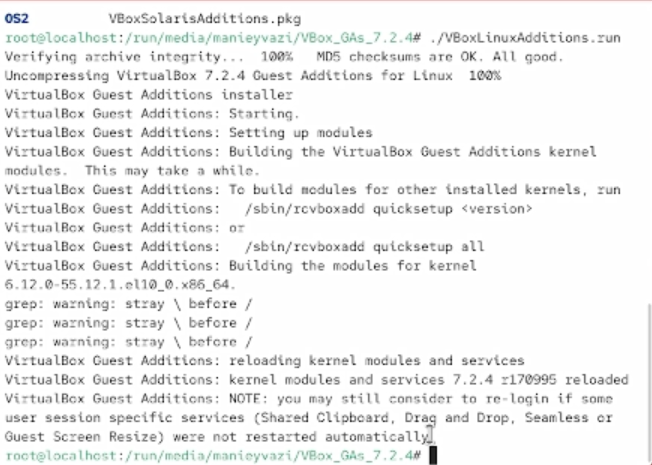 OS2          VBoxSolarisAdditions.pkg
root@localhost:/run/media/manieyvazi/VBox_GAs_7.2.4# ./VBoxLinuxAdditions.run
Verifying archive integrity...  100%   MD5 checksums are OK. All good.
Uncompressing VirtualBox 7.2.4 Guest Additions for Linux  100%
VirtualBox Guest Additions installer
VirtualBox Guest Additions: Starting.
VirtualBox Guest Additions: Setting up modules
VirtualBox Guest Additions: Building the VirtualBox Guest Additions kernel
modules.  This may take a while.
VirtualBox Guest Additions: To build modules for other installed kernels, run
VirtualBox Guest Additions:   /sbin/rcvboxadd quicksetup <version>
VirtualBox Guest Additions: or
VirtualBox Guest Additions:   /sbin/rcvboxadd quicksetup all
VirtualBox Guest Additions: Building the modules for kernel
6.12.0-55.12.1.el10_0.x86_64.
grep: warning: stray \ before /
grep: warning: stray \ before /
grep: warning: stray \ before /
VirtualBox Guest Additions: reloading kernel modules and services
VirtualBox Guest Additions: kernel modules and services 7.2.4 r170995 reloaded
VirtualBox Guest Additions: NOTE: you may still consider to re-login if some
user session specific services (Shared Clipboard, Drag and Drop, Seamless or
Guest Screen Resize) were not restarted automatically
root@localhost:/run/media/manieyvazi/VBox_GAs_7.2.4#